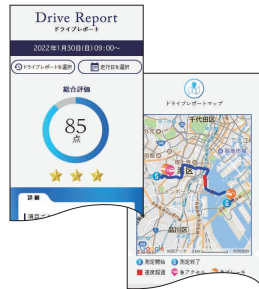 Drive Report
ドライブレポート
2022年1月30日(日)09:00~
ドライブレポートを選択
走行日を選択
総合評価
85
点
詳細
ドライブレポートマップ
千代田区
港区
品川区
Google
測定開始
測定終了
速度超過
急アクセル